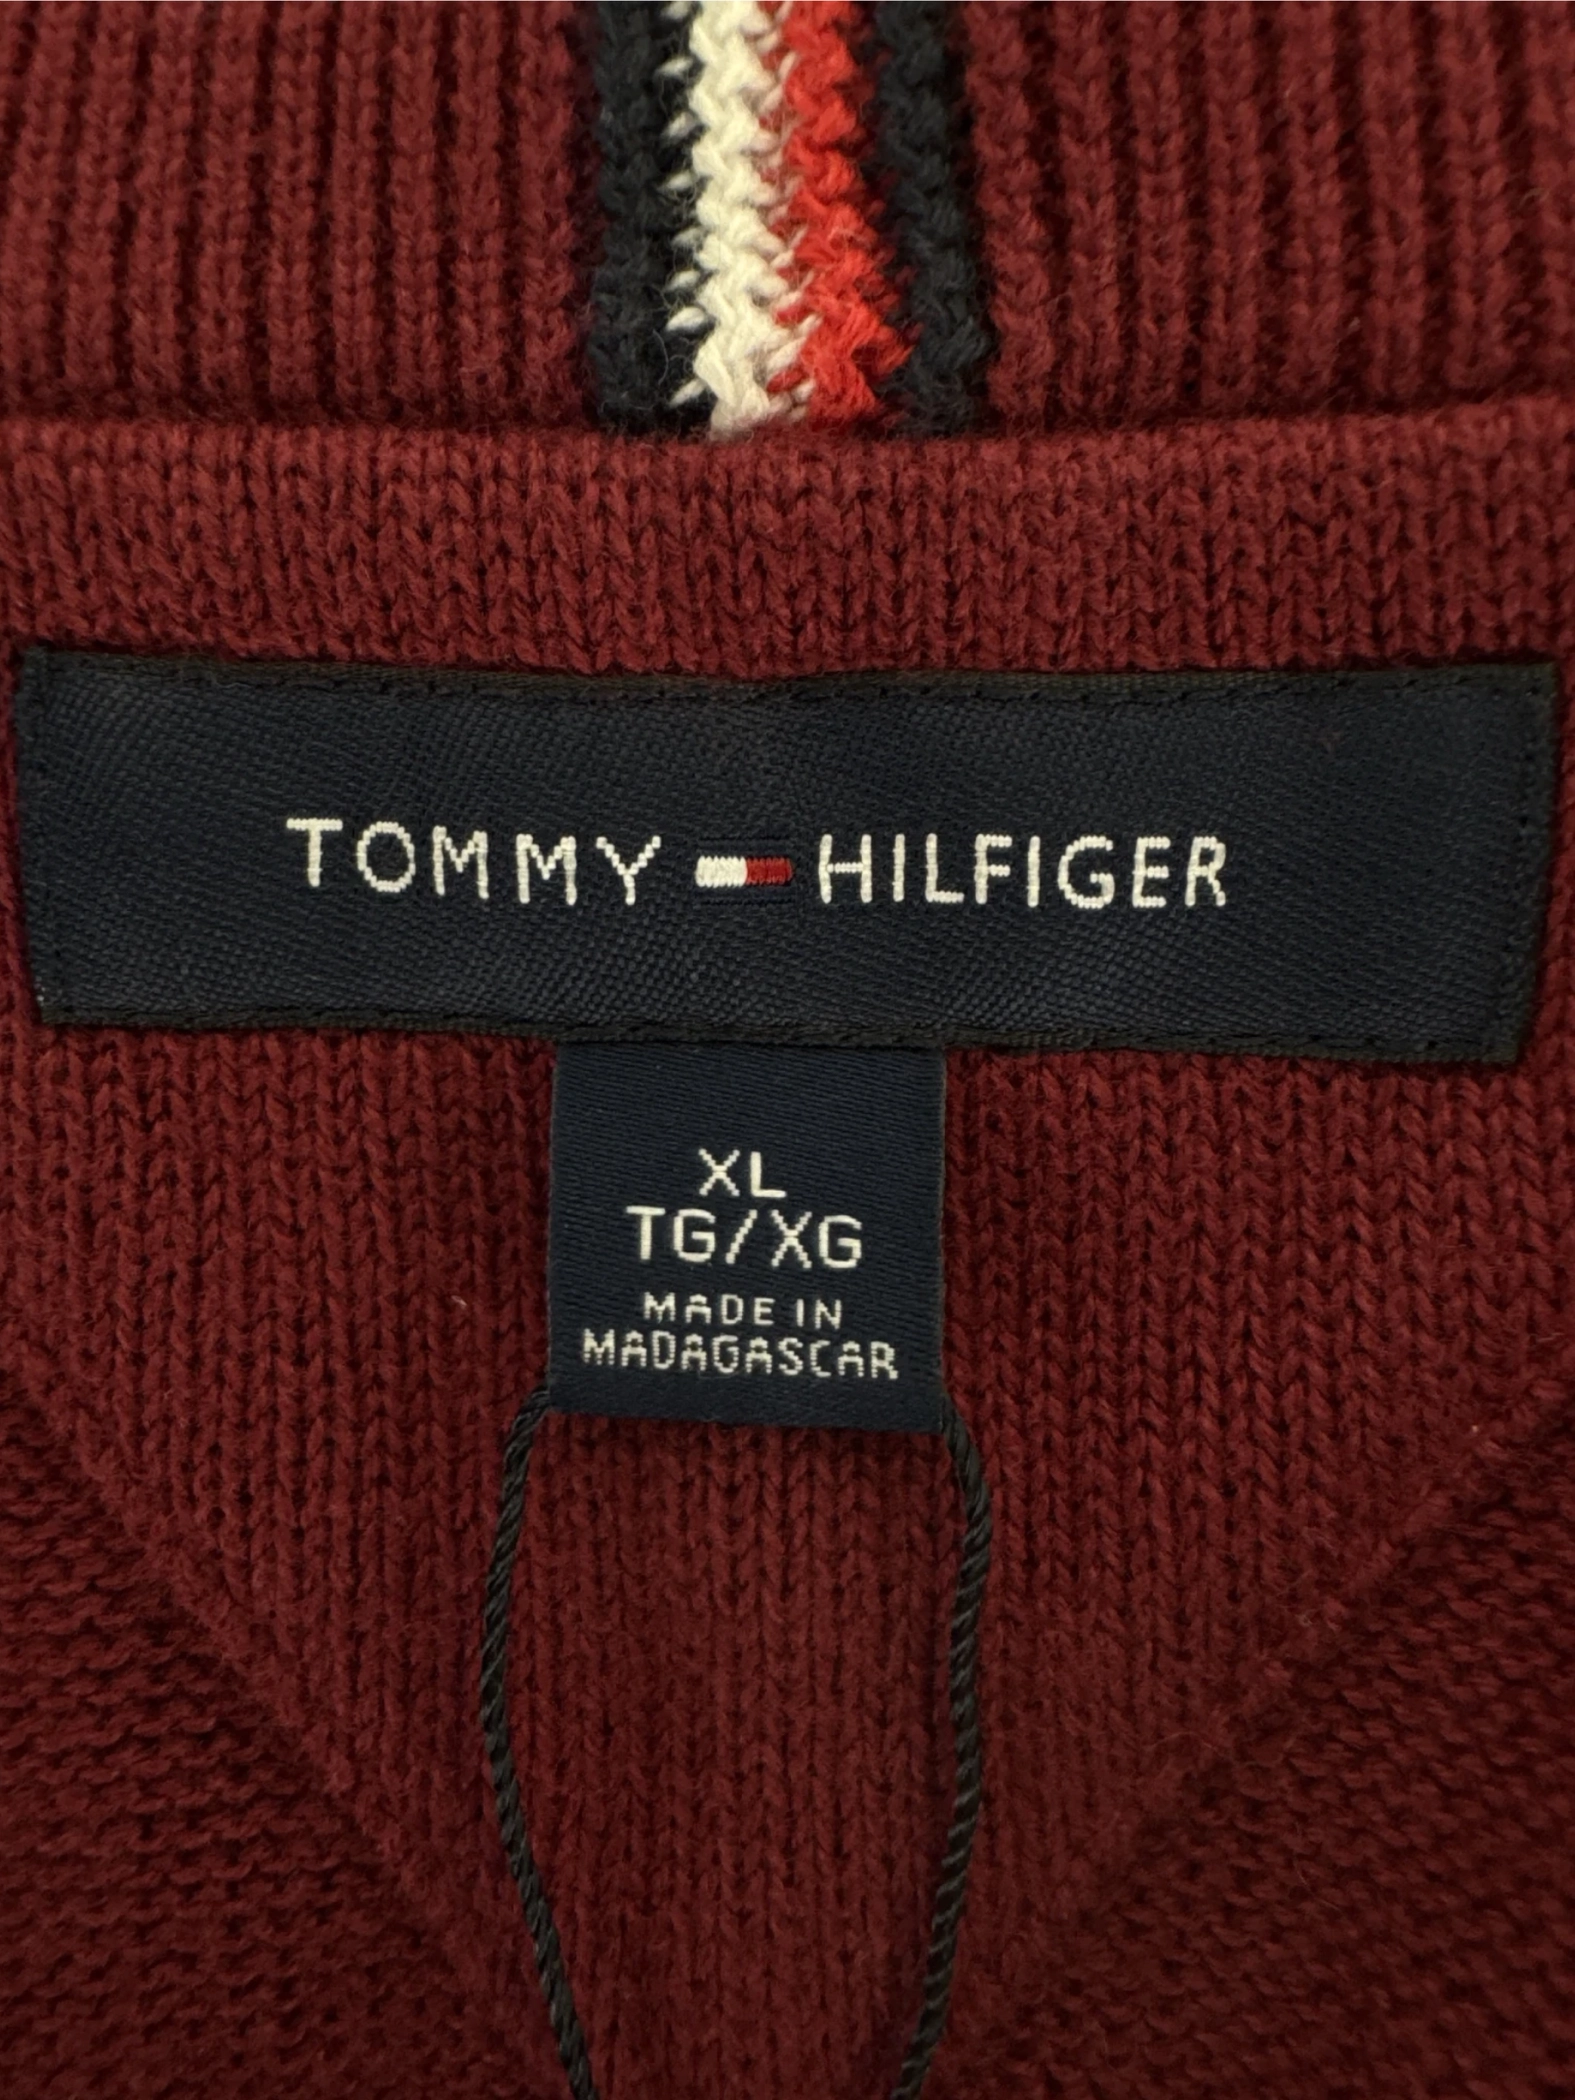 TOMMY HILFIGER
XL
TG/XG
MADE IN
MADAGASCAR